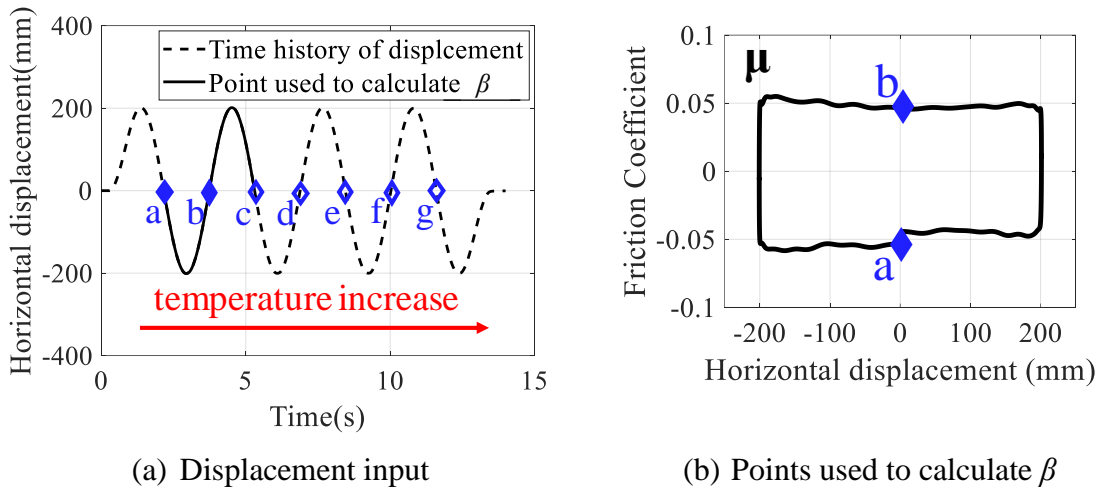 Horizontal displacement(mm)
400
200
0
-200
-400
Time history of displcement
Point used to calculate β
a
b
c
d
e
f
g
temperature increase
0
5
10
15
Time(s)
(a) Displacement input
Friction Coefficient
0.1
0.05
0
-0.05
-0.1
μ
b
a
-200
-100
0
100
200
Horizontal displacement (mm)
(b) Points used to calculate β